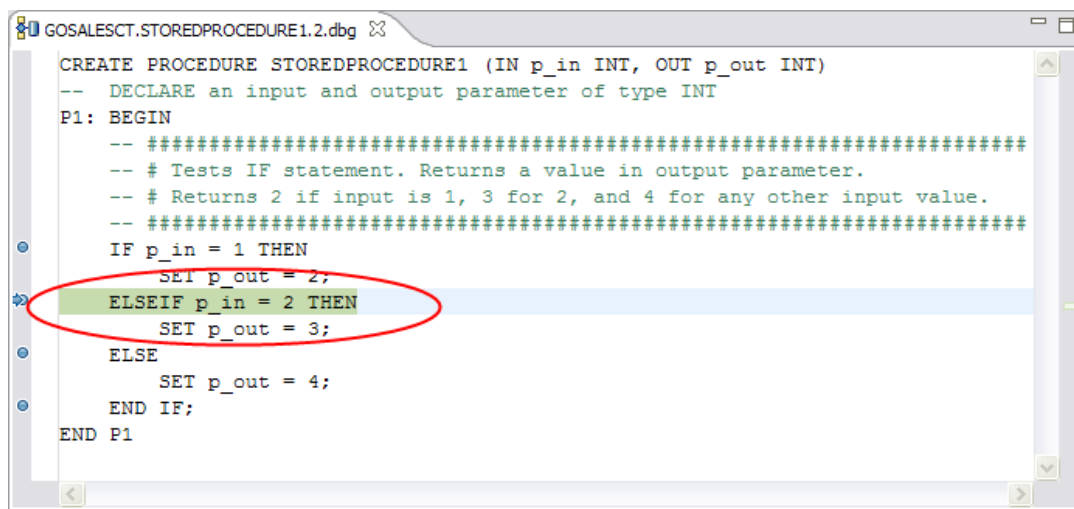 GOSALESCT.STOREDPROCEDURE1.2.dbg
CREATE PROCEDURE STOREDPROCEDURE1 (IN p_in INT, OUT p_out INT)
--  DECLARE an input and output parameter of type INT
P1: BEGIN
    -- #######################################################################
    -- # Tests IF statement. Returns a value in output parameter.
    -- # Returns 2 if input is 1, 3 for 2, and 4 for any other input value.
    -- #######################################################################
    IF p_in = 1 THEN
        SET p_out = 2;
    ELSEIF p_in = 2 THEN
        SET p_out = 3;
    ELSE
        SET p_out = 4;
    END IF;
END P1